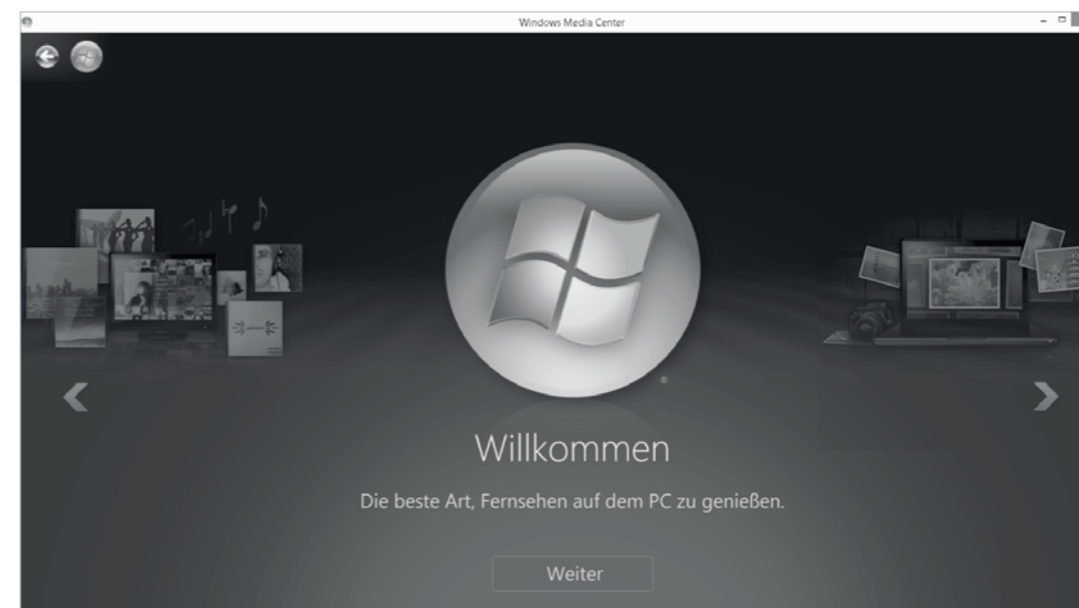 Windows Media Center
Willkommen
Die beste Art, Fernsehen auf dem PC zu genießen.
Weiter